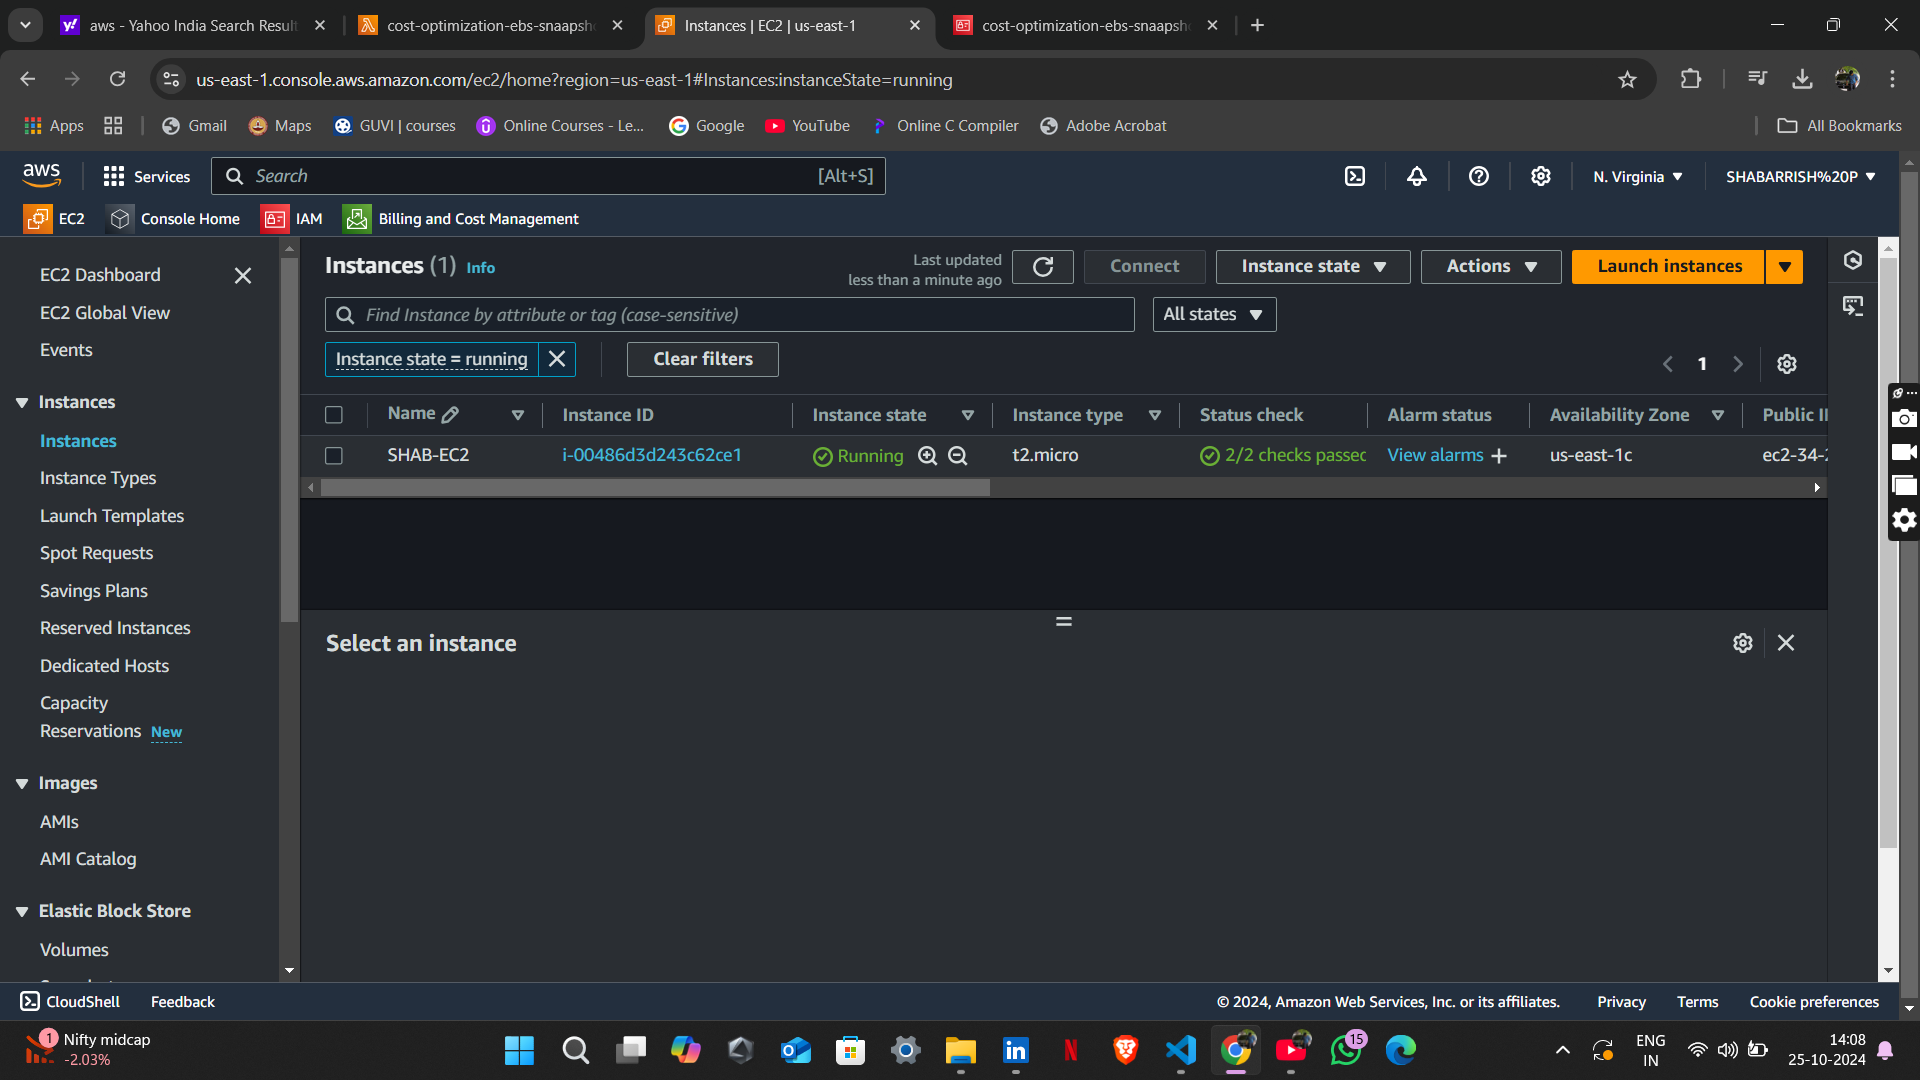 aws - Yahoo India Search Result
cost-optimization-ebs-snaapsh
Instances | EC2 | us-east-1
cost-optimization-ebs-snaapsh
us-east-1.console.aws.amazon.com/ec2/home?region=us-east-1#Instances:instanceState=running
Apps
Gmail
Maps
GUVI | courses
Online Courses - Le...
Google
YouTube
Online C Compiler
Adobe Acrobat
All Bookmarks
aws
Services
Search
[Alt+S]
N. Virginia
SHABARRISH%20P
EC2
Console Home
IAM
Billing and Cost Management
EC2 Dashboard
EC2 Global View
Events
Instances
Instances
Instance Types
Launch Templates
Spot Requests
Savings Plans
Reserved Instances
Dedicated Hosts
Capacity
Reservations New
Images
AMIs
AMI Catalog
Elastic Block Store
Volumes
Instances (1) Info
Last updated
less than a minute ago
Connect
Instance state
Actions
Launch instances
Find Instance by attribute or tag (case-sensitive)
All states
Instance state = running
Clear filters
1
Name
Instance ID
Instance state
Instance type
Status check
Alarm status
Availability Zone
Public I
SHAB-EC2
i-00486d3d243c62ce1
Running
t2.micro
2/2 checks passec
View alarms +
us-east-1c
ec2-34-
Select an instance
CloudShell
Feedback
© 2024, Amazon Web Services, Inc. or its affiliates.
Privacy
Terms
Cookie preferences
1
Nifty midcap
-2.03%
15
ENG
IN
14:08
25-10-2024